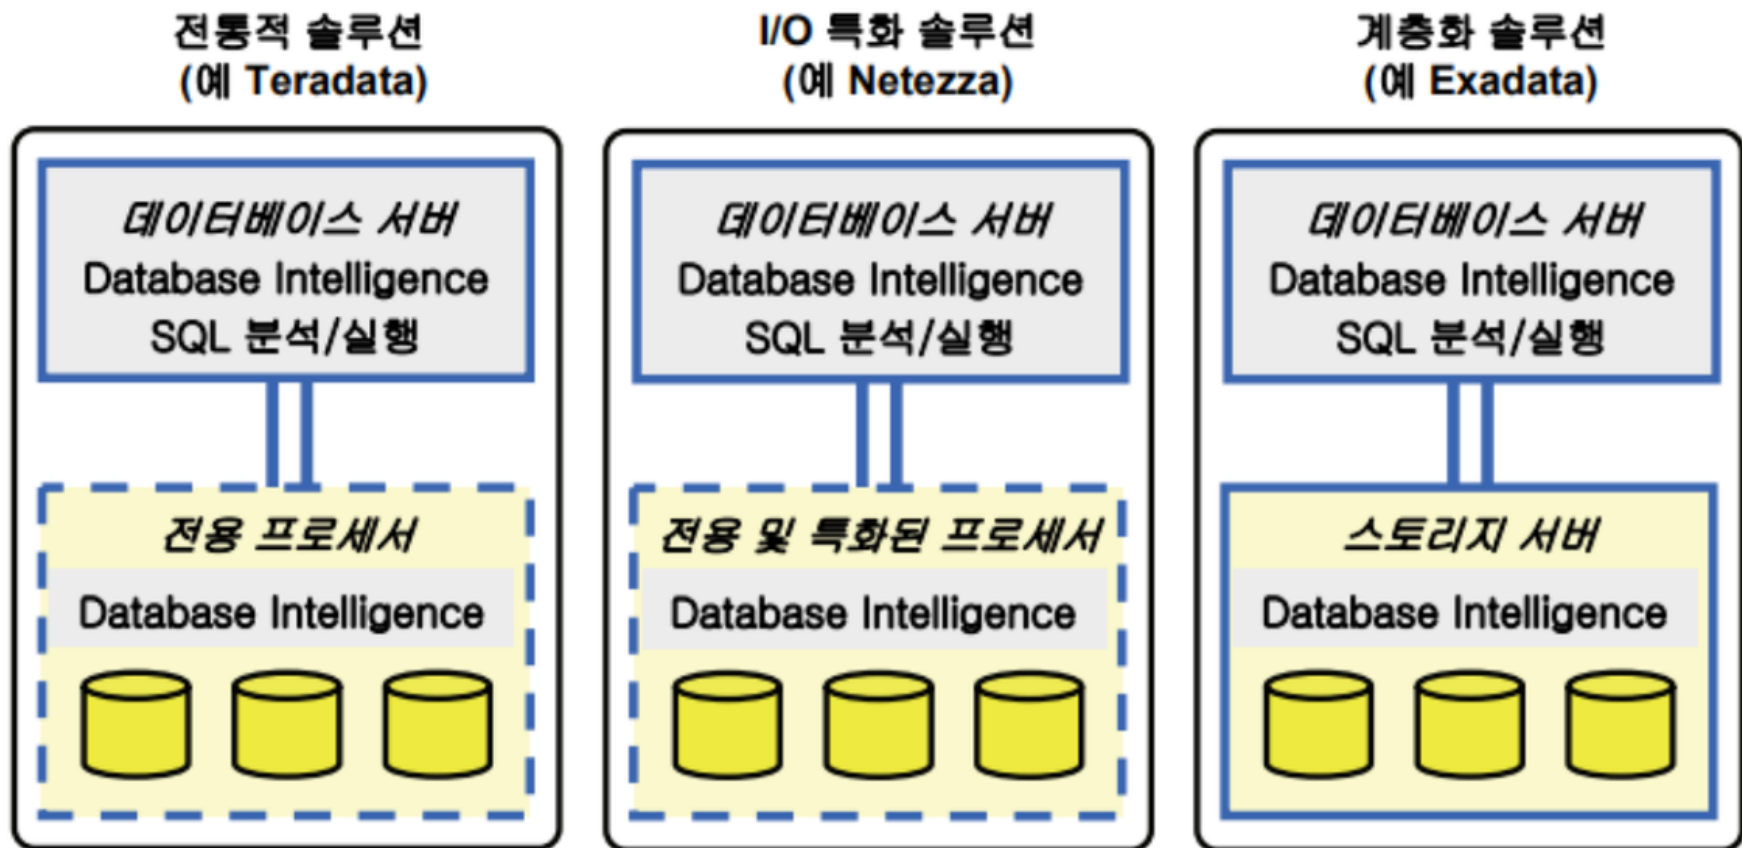 전통적 솔루션
(예 Teradata)
데이터베이스 서버
Database Intelligence
SQL 분석/실행
전용 프로세서
Database Intelligence
I/O 특화 솔루션
(예 Netezza)
데이터베이스 서버
Database Intelligence
SQL 분석/실행
전용 및 특화된 프로세서
Database Intelligence
계층화 솔루션
(예 Exadata)
데이터베이스 서버
Database Intelligence
SQL 분석/실행
스토리지 서버
Database Intelligence